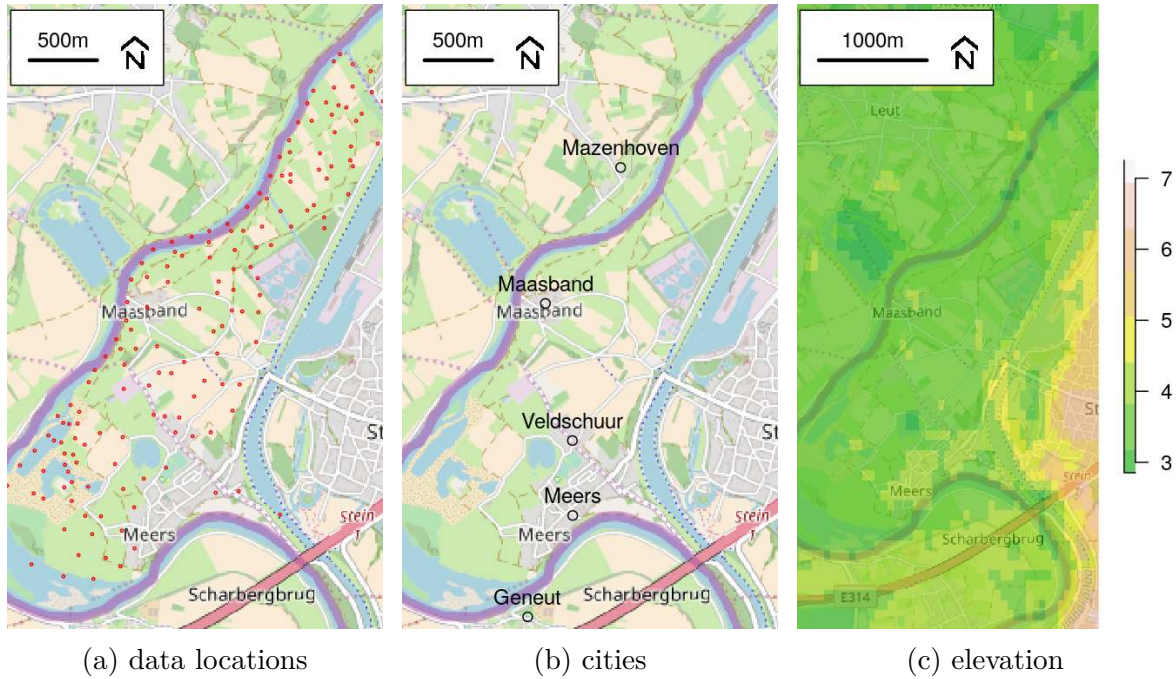 500m
N
Maasband
Meers
St
Stein
Scharbergbrug
500m
N
Mazenhoven
Maasband
Maasband
Veldschuur
Meers
Meers
St
Stein
Geneut
Scharbergbrug
1000m
N
Leut
Maasband
St
Meers
Scharbergbrug
E314
7
6
5
4
3
(a) data locations
(b) cities
(c) elevation